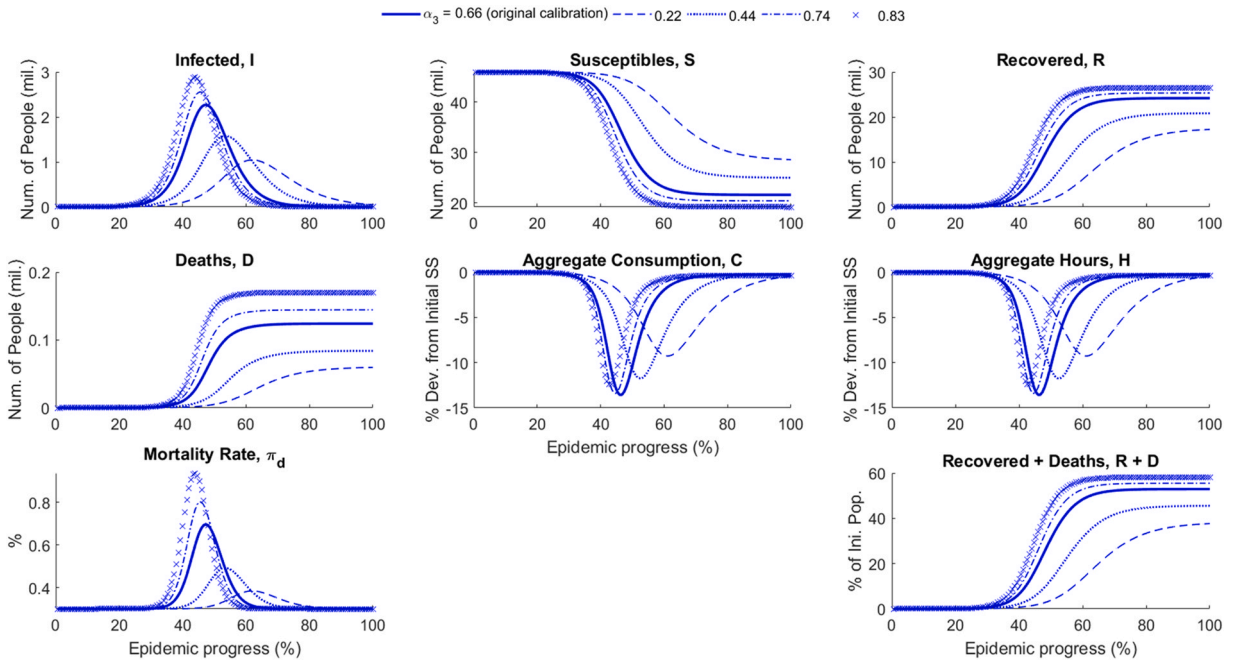 α3 = 0.66 (original calibration) 0.22 0.44 0.74 0.83
Infected, I
Susceptibles, S
Recovered, R
Num. of People (mil.)
3
2
1
0
0 20 40 60 80 100
Num. of People (mil.)
40
30
20
0 20 40 60 80 100
Num. of People (mil.)
30
20
10
0
0 20 40 60 80 100
Deaths, D
Aggregate Consumption, C
Aggregate Hours, H
Num. of People (mil.)
0.2
0.1
0
0 20 40 60 80 100
% Dev. from Initial SS
0
-5
-10
-15
0 20 40 60 80 100
Epidemic progress (%)
% Dev. from Initial SS
0
-5
-10
-15
0 20 40 60 80 100
Mortality Rate, πd
Recovered + Deaths, R + D
%
0.8
0.6
0.4
0 20 40 60 80 100
Epidemic progress (%)
% of Ini. Pop.
60
40
20
0
0 20 40 60 80 100
Epidemic progress (%)